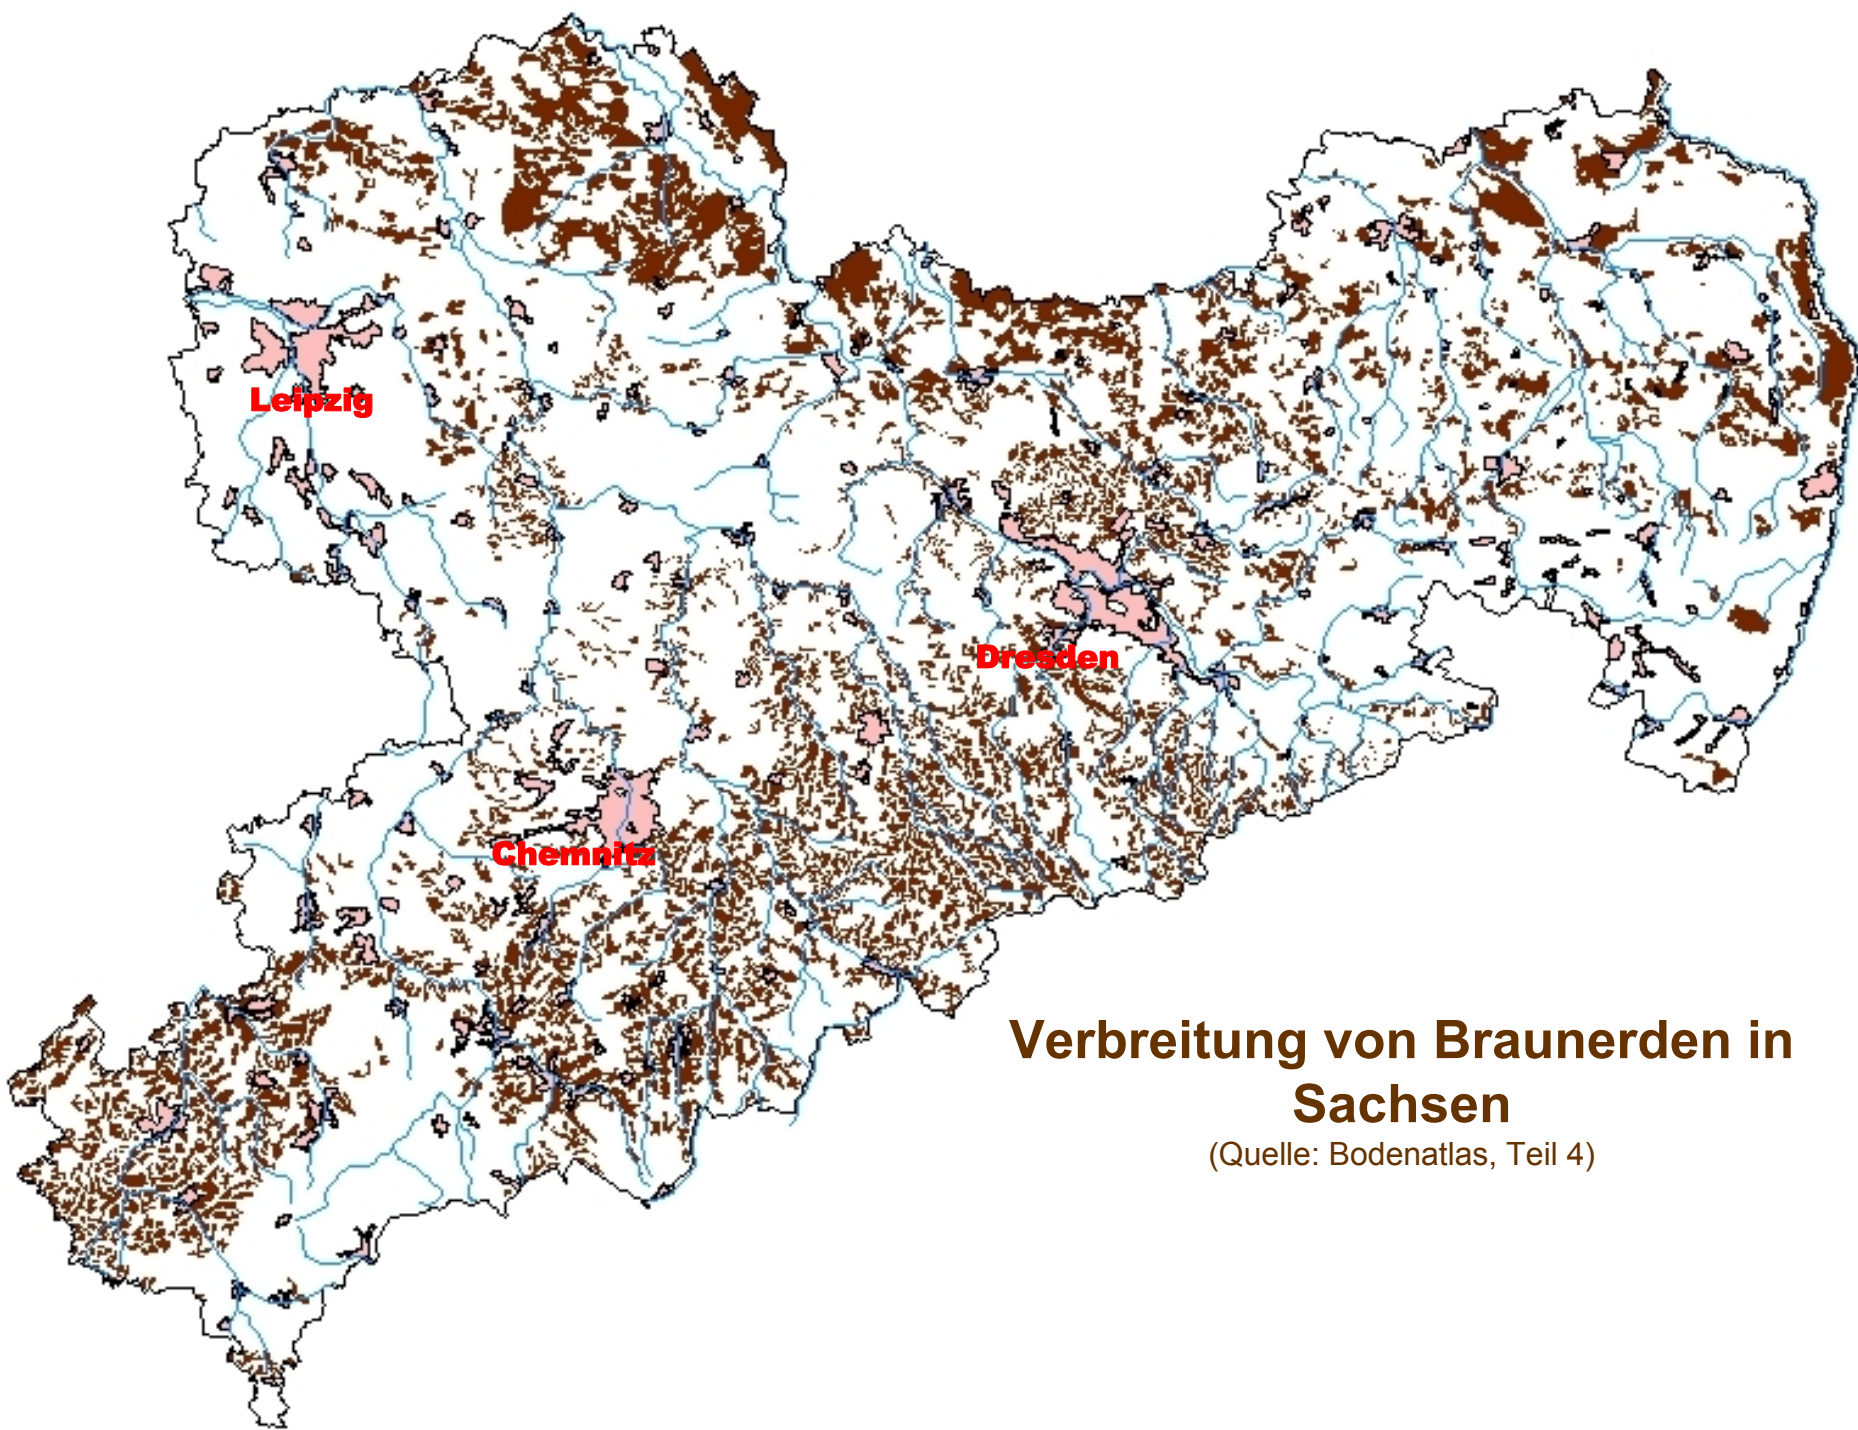 Leipzig
Dresden
Chemnitz
Verbreitung von Braunerden in
Sachsen
(Quelle: Bodenatlas, Teil 4)